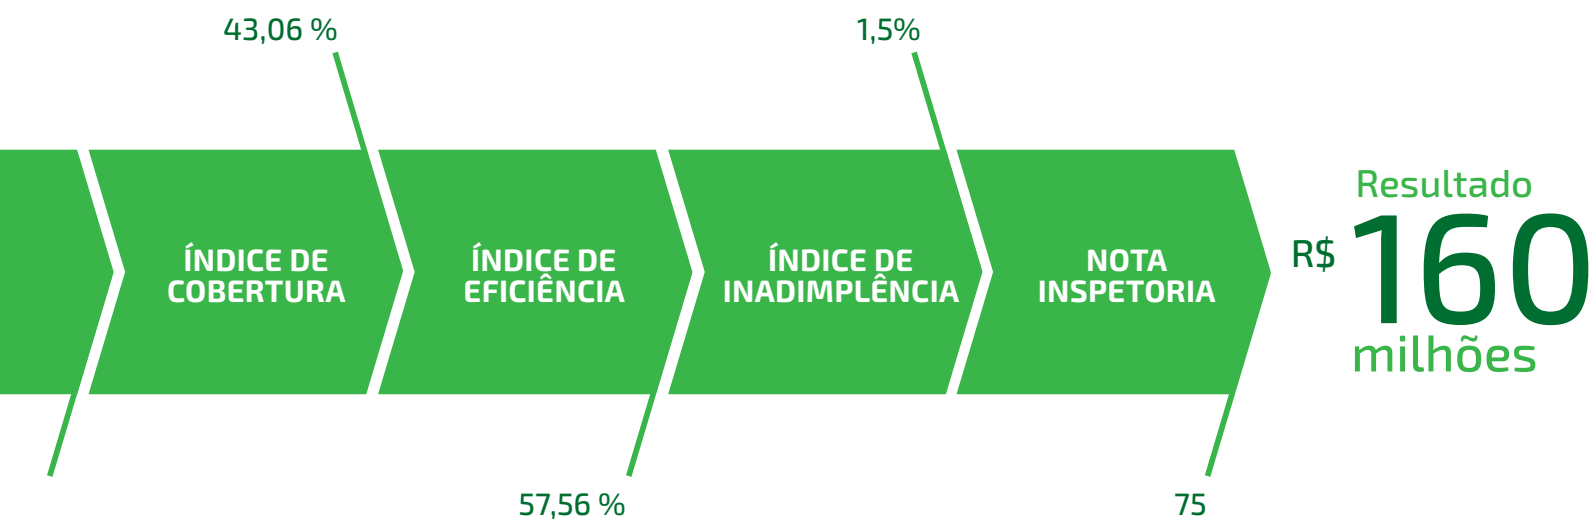 43,06 %
1,5%
ÍNDICE DE
COBERTURA
ÍNDICE DE
EFICIÊNCIA
ÍNDICE DE
INADIMPLÊNCIA
NOTA
INSPETORIA
Resultado
R$ 160
milhões
57,56 %
75